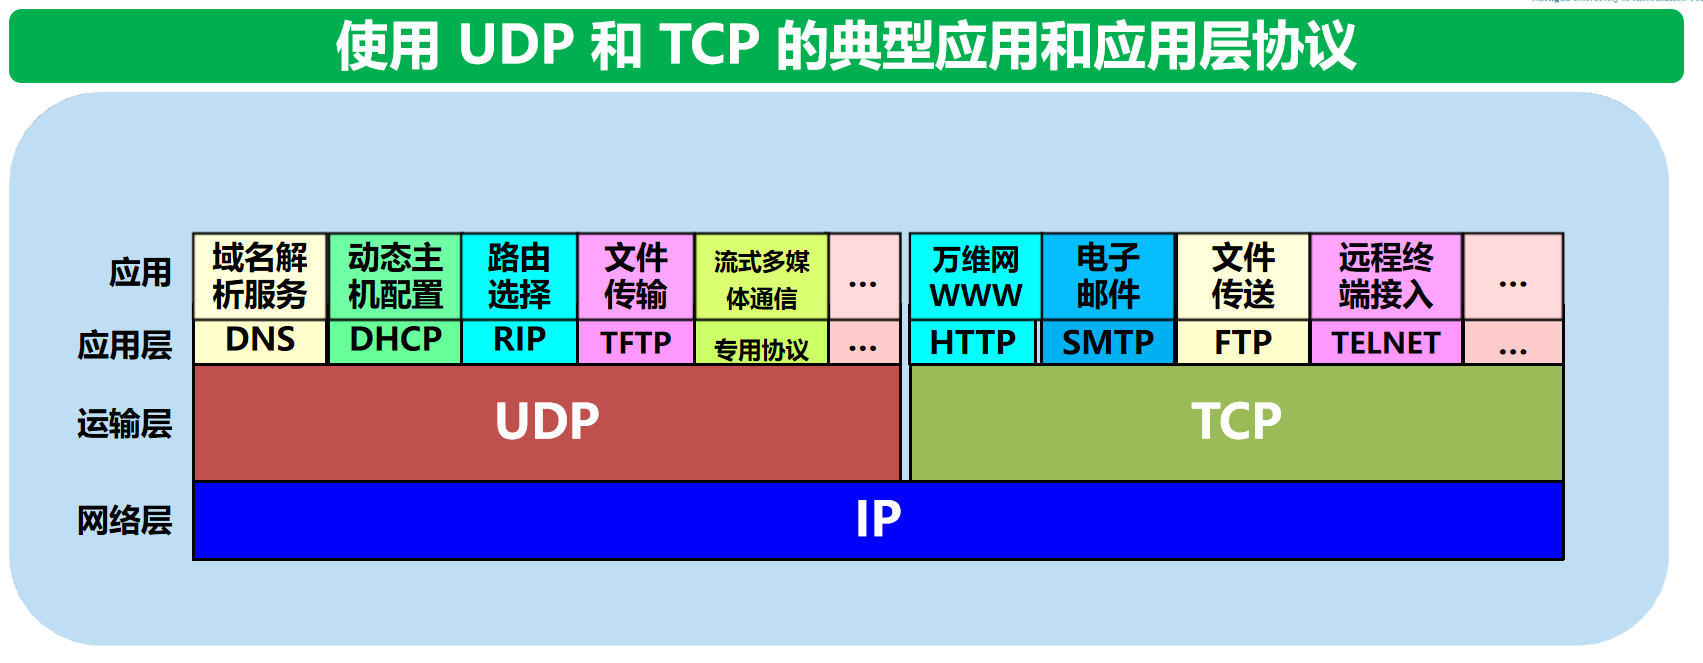 使用 UDP 和 TCP 的典型应用和应用层协议
应用
域名解
析服务
动态主
机配置
路由
选择
文件
传输
流式多媒
体通信
...
万维网
WWW
电子
邮件
文件
传送
远程终
端接入
...
应用层
DNS
DHCP
RIP
TFTP
专用协议
...
HTTP
SMTP
FTP
TELNET
...
运输层
UDP
TCP
网络层
IP